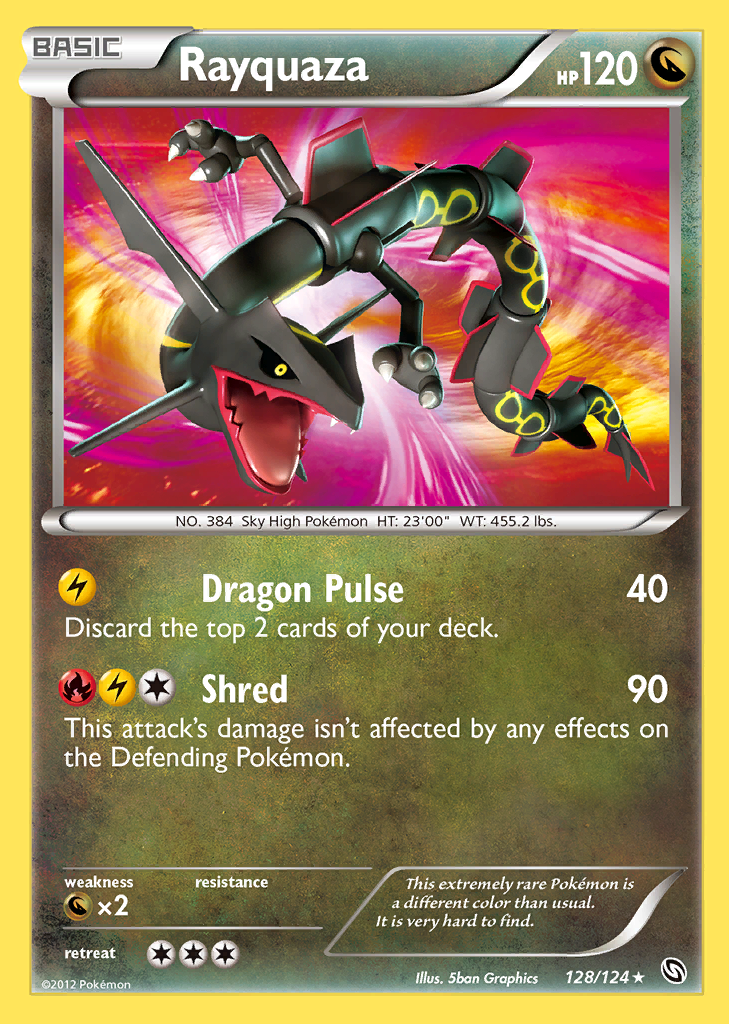 BASIC
Rayquaza
HP120
NO. 384 Sky High Pokémon HT: 23'00" WT: 455.2 lbs.
Dragon Pulse 40
Discard the top 2 cards of your deck.
Shred 90
This attack's damage isn't affected by any effects on
the Defending Pokémon.
weakness resistance
×2
This extremely rare Pokémon is
a different color than usual.
It is very hard to find.
retreat
©2012 Pokémon
Illus. 5ban Graphics 128/124 ★